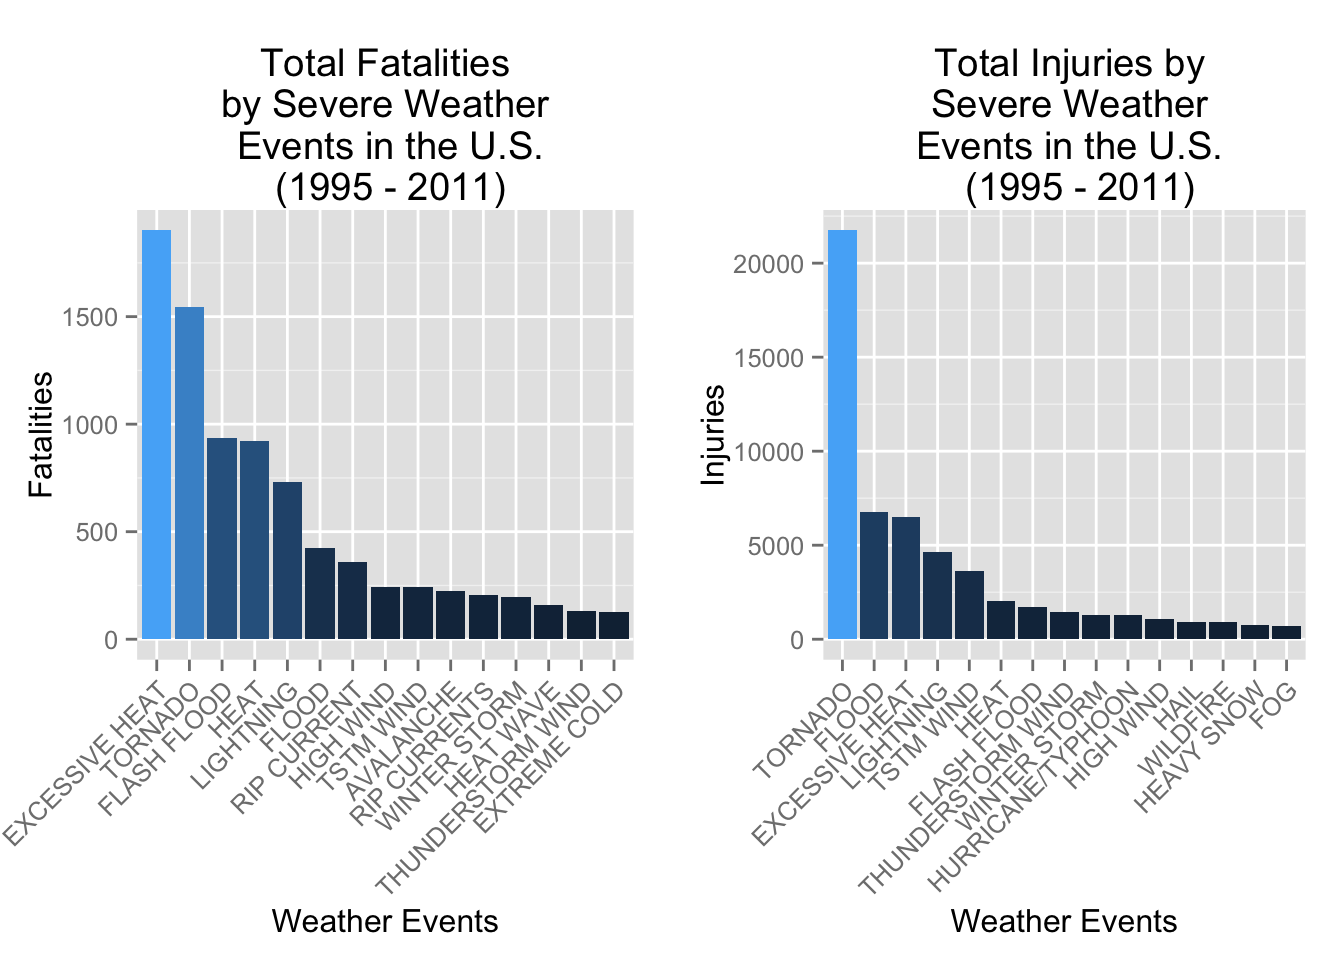 Total Fatalities
by Severe Weather
Events in the U.S.
(1995 - 2011)
Fatalities
1500
1000
500
0
EXCESSIVE HEAT
TORNADO
FLASH FLOOD
HEAT
LIGHTNING
FLOOD
RIP CURRENT
HIGH WIND
TSTM WIND
AVALANCHE
RIP CURRENTS
WINTER STORM
HEAT WAVE
THUNDERSTORM WIND
EXTREME COLD
Weather Events
Total Injuries by
Severe Weather
Events in the U.S.
(1995 - 2011)
Injuries
20000
15000
10000
5000
0
TORNADO
FLOOD
EXCESSIVE HEAT
LIGHTNING
TSTM WIND
HEAT
FLASH FLOOD
THUNDERSTORM WIND
WINTER STORM
HURRICANE/TYPHOON
HIGH WIND
HAIL
WILDFIRE
HEAVY SNOW
FOG
Weather Events